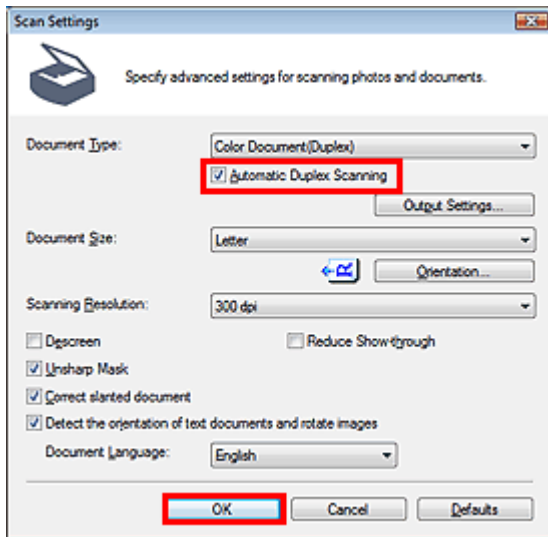 Scan Settings
Specify advanced settings for scanning photos and documents.
Document Type: Color Document(Duplex)
Automatic Duplex Scanning
Output Settings...
Document Size: Letter
R
Orientation...
Scanning Resolution: 300 dpi
Descreen Reduce Show-through
Unsharp Mask
Correct slanted document
Detect the orientation of text documents and rotate images
Document Language: English
OK Cancel Defaults